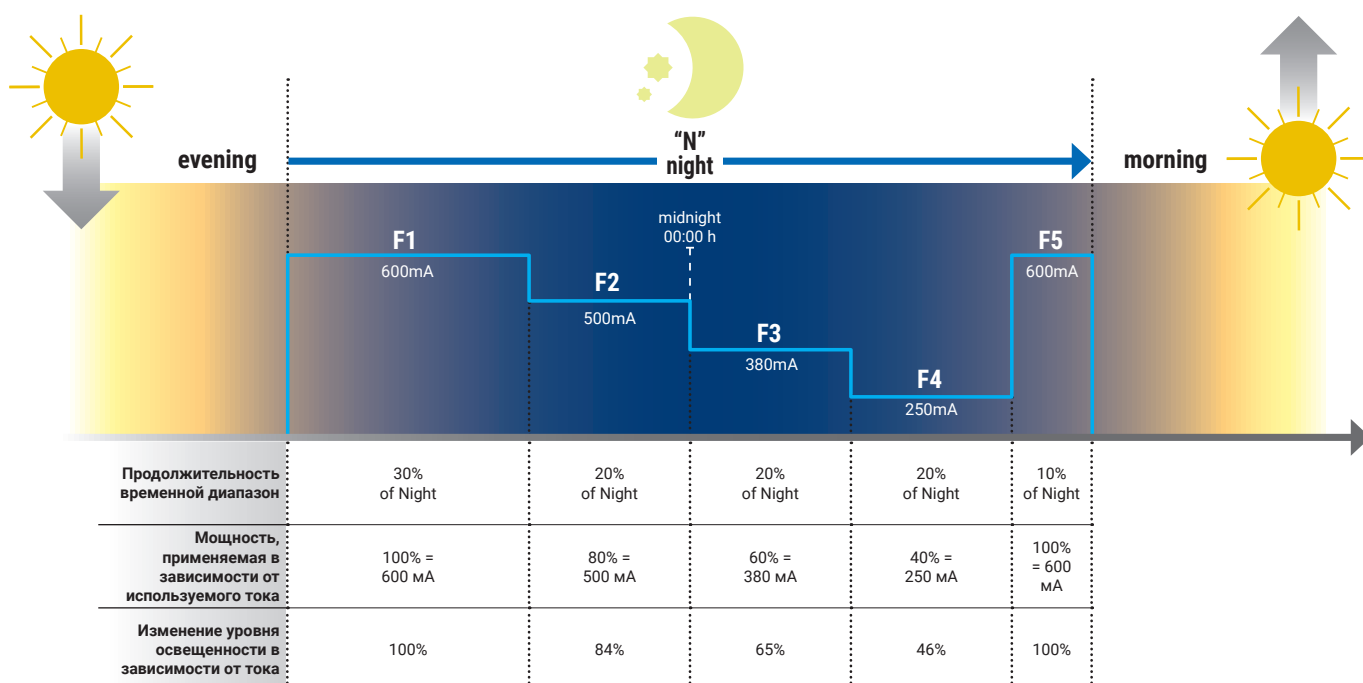 “N”
evening
night
morning
midnight
00:00 h
F1
600mA
F2
500mA
F3
380mA
F4
250mA
F5
600mA
Продолжительность
временной диапазон
30%
of Night
20%
of Night
20%
of Night
20%
of Night
10%
of Night
Мощность,
применяемая в
зависимости от
используемого тока
100% =
600 мА
80% =
500 мА
60% =
380 мА
40% =
250 мА
100%
= 600
мА
Изменение уровня
освещенности в
зависимости от тока
100%
84%
65%
46%
100%